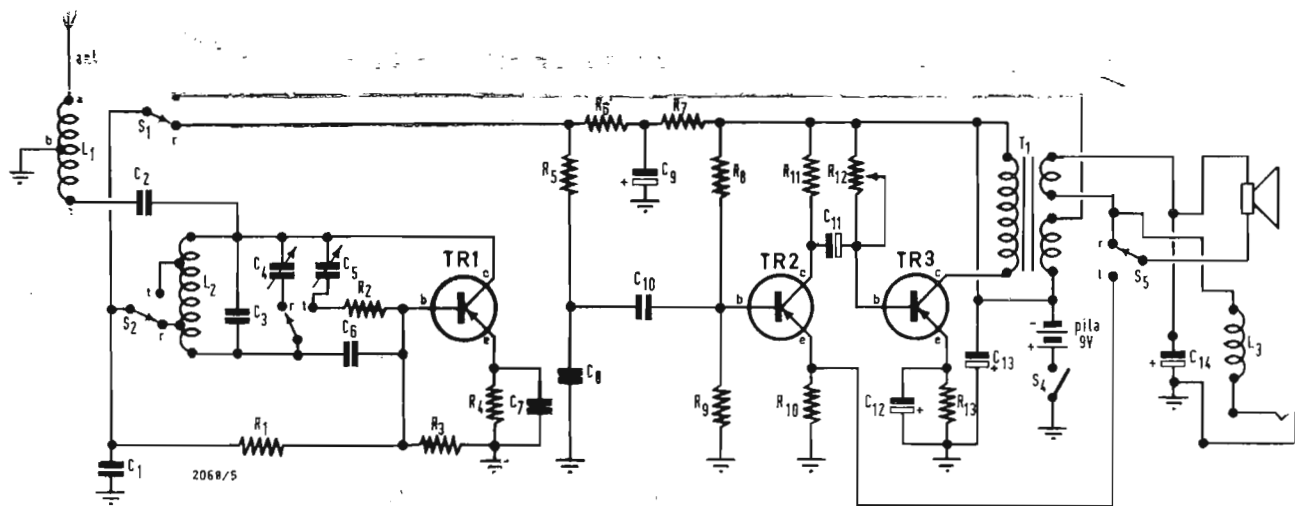 ant
a
b
L1
S1
r
C2
R6
R7
R5
C9
+
R8
R11
R12
C11
T1
TR1
TR2
TR3
c
b
e
c
b
e
c
b
e
C4
C5
r
t
R2
C6
L2
t
S2
r
C3
C10
r
S5
t
-
pila
9V
+
S4
C13
+
C14
+
L3
R4
C7
C8
R9
R10
C12
+
R13
R1
R3
C1
2068/5